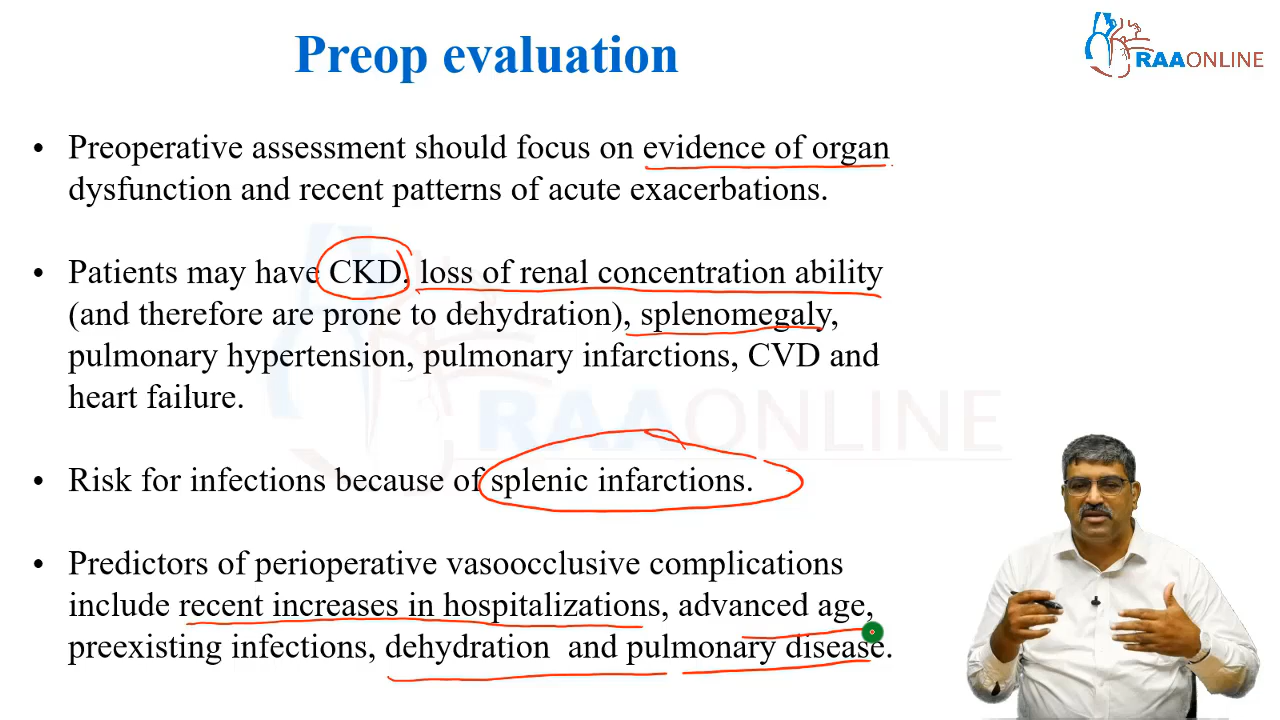 Preop evaluation
RAAONLINE
• Preoperative assessment should focus on evidence of organ
dysfunction and recent patterns of acute exacerbations.
• Patients may have CKD, loss of renal concentration ability
(and therefore are prone to dehydration), splenomegaly,
pulmonary hypertension, pulmonary infarctions, CVD and
heart failure.
RAAONLINE
• Risk for infections because of splenic infarctions.
• Predictors of perioperative vasoocclusive complications
include recent increases in hospitalizations, advanced age,
preexisting infections, dehydration and pulmonary disease.